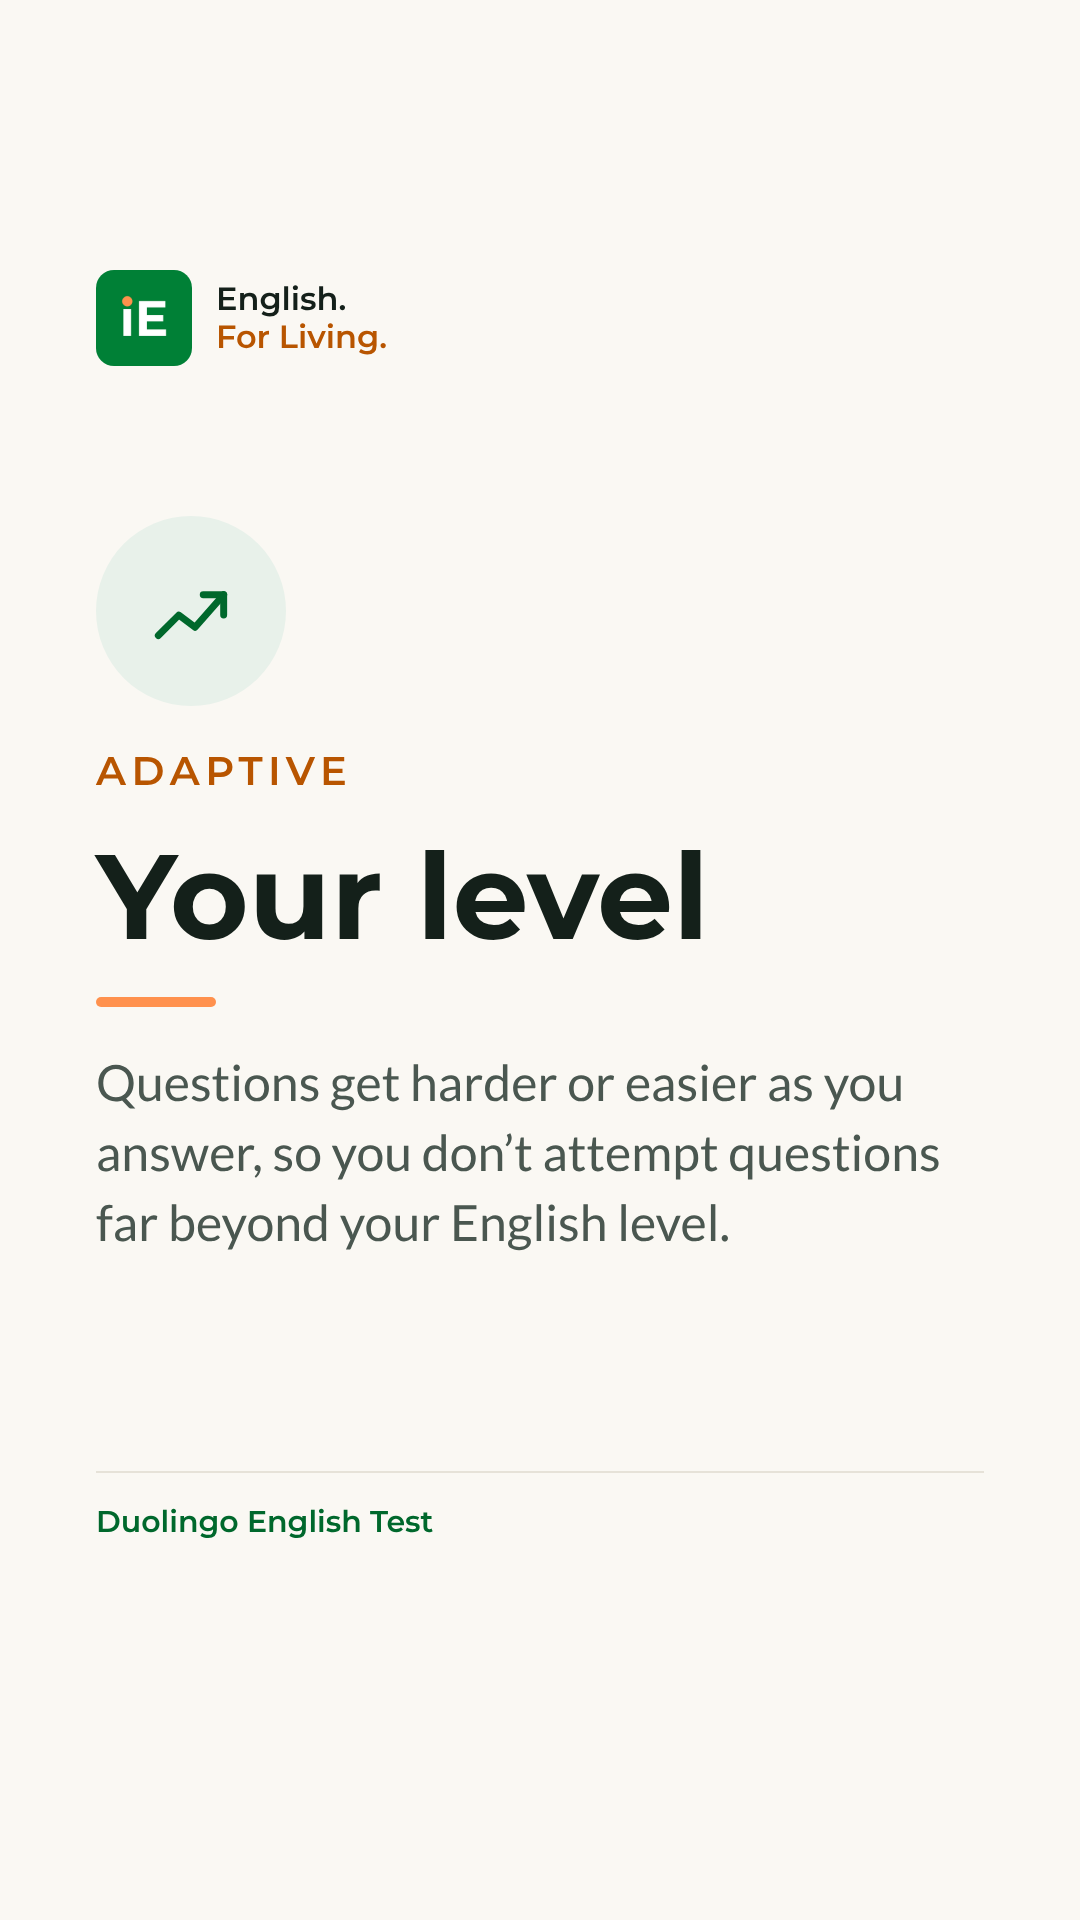 iE
English.
For Living.
ADAPTIVE
Your level
Questions get harder or easier as you
answer, so you don’t attempt questions
far beyond your English level.
Duolingo English Test